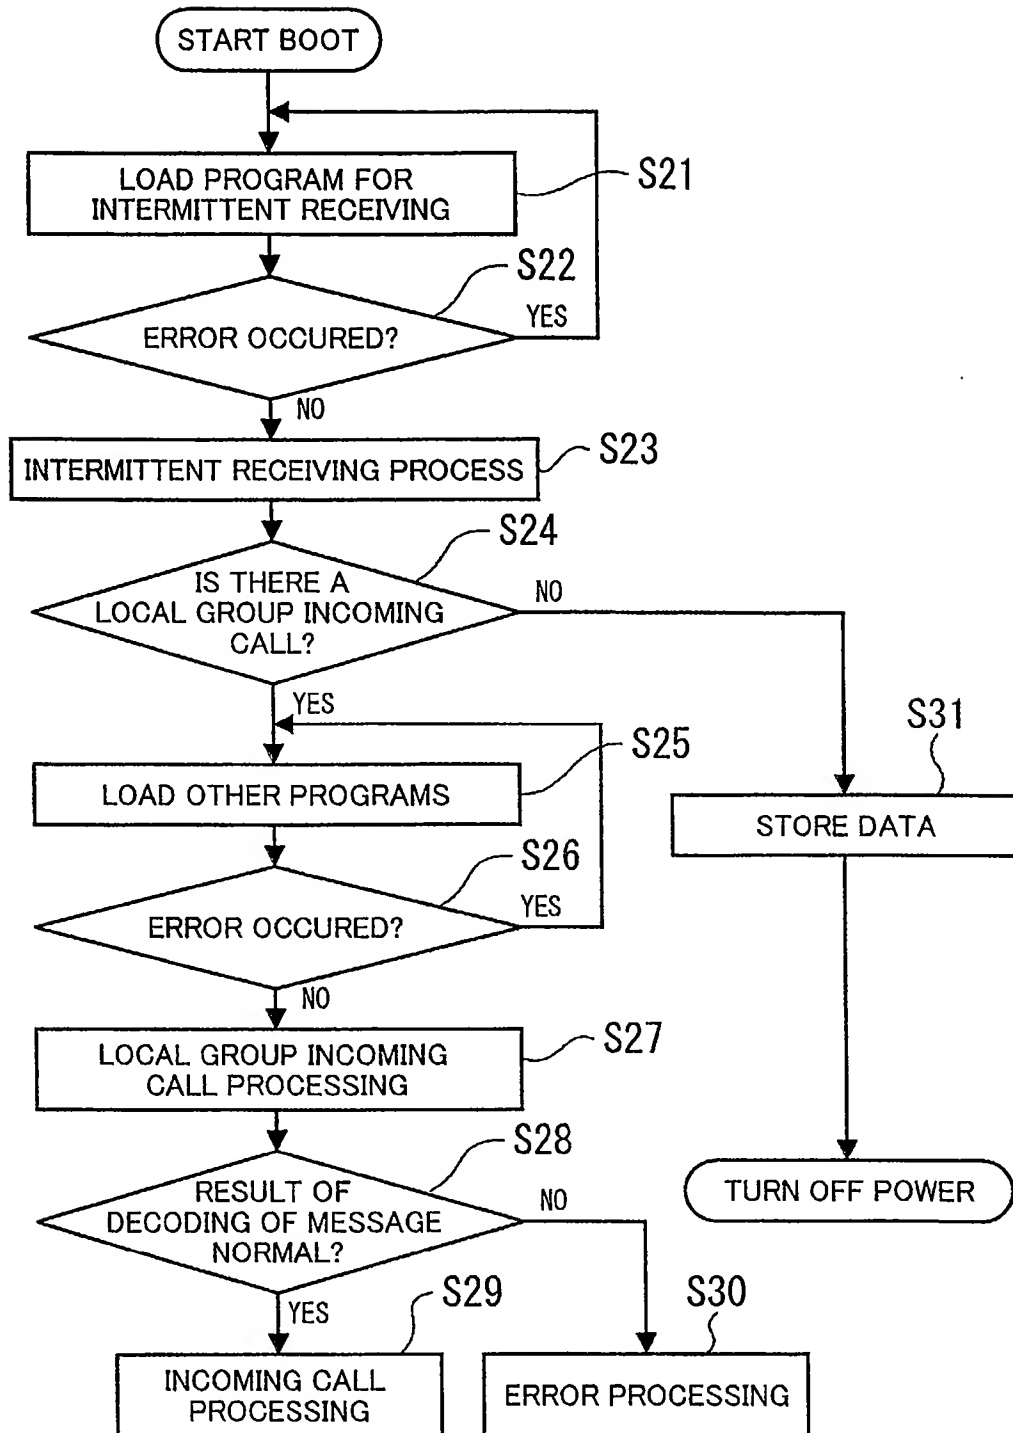 START BOOT
LOAD PROGRAM FOR
INTERMITTENT RECEIVING
S21
S22
ERROR OCCURED?
YES
NO
INTERMITTENT RECEIVING PROCESS
S23
S24
IS THERE A
LOCAL GROUP INCOMING
CALL?
NO
YES
S25
LOAD OTHER PROGRAMS
S31
STORE DATA
S26
ERROR OCCURED?
YES
NO
LOCAL GROUP INCOMING
CALL PROCESSING
S27
S28
RESULT OF
DECODING OF MESSAGE
NORMAL?
NO
YES
TURN OFF POWER
S29
INCOMING CALL
PROCESSING
S30
ERROR PROCESSING